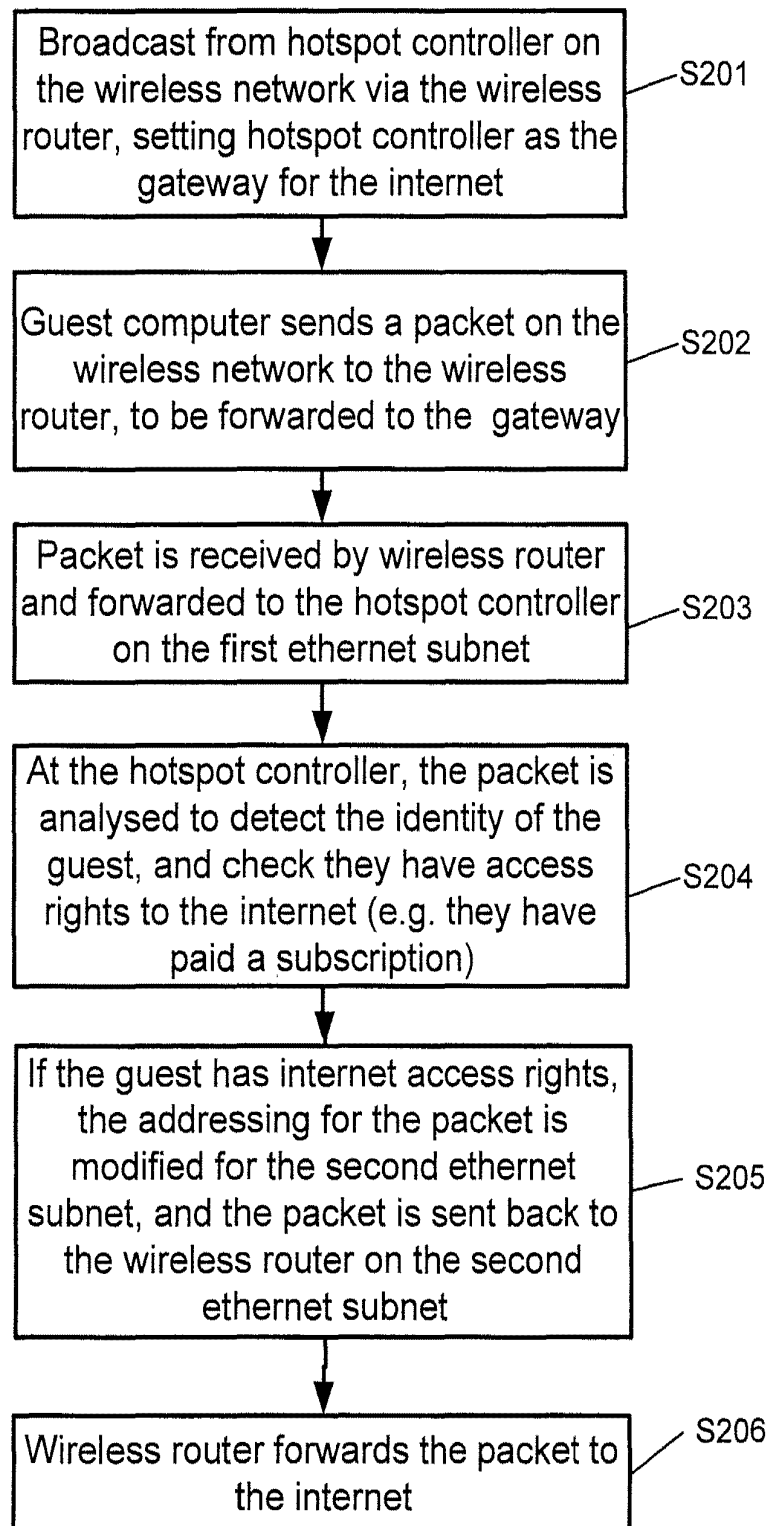 Broadcast from hotspot controller on
the wireless network via the wireless
router, setting hotspot controller as the
gateway for the internet
S201
Guest computer sends a packet on the
wireless network to the wireless
router, to be forwarded to the gateway
S202
Packet is received by wireless router
and forwarded to the hotspot controller
on the first ethernet subnet
S203
At the hotspot controller, the packet is
analysed to detect the identity of the
guest, and check they have access
rights to the internet (e.g. they have
paid a subscription)
S204
If the guest has internet access rights,
the addressing for the packet is
modified for the second ethernet
subnet, and the packet is sent back to
the wireless router on the second
ethernet subnet
S205
Wireless router forwards the packet to
the internet
S206